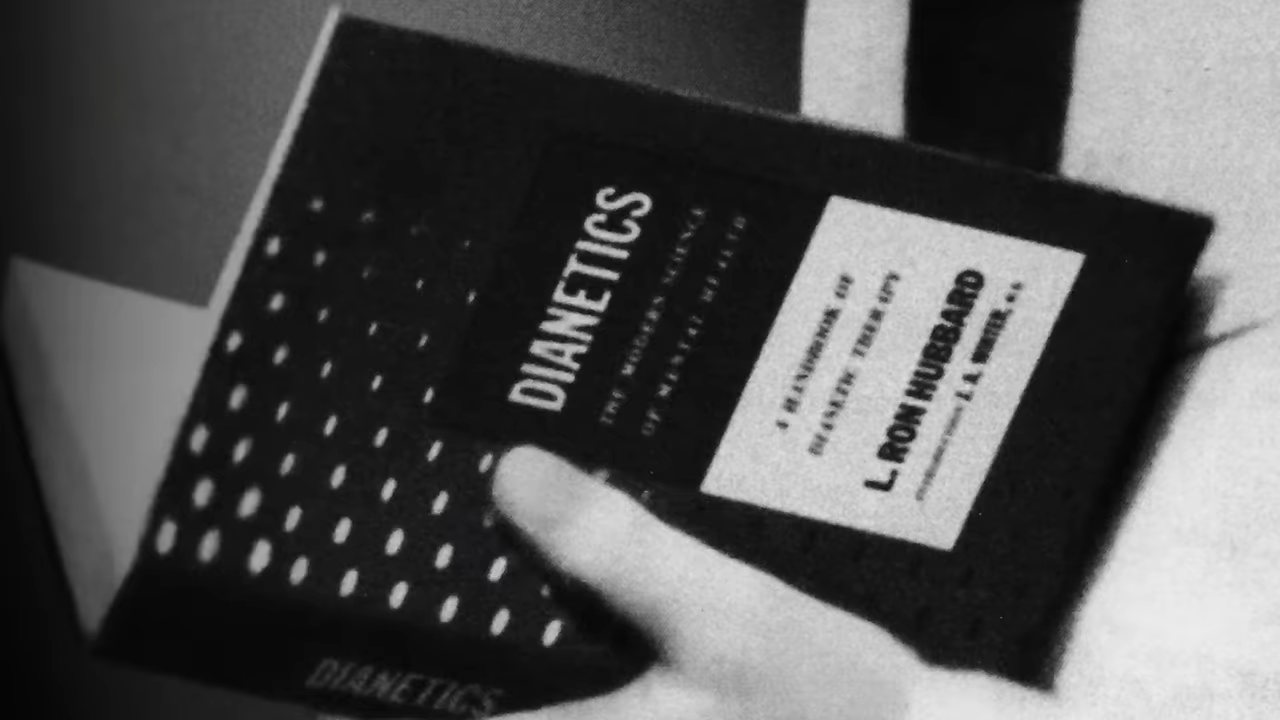 DIANETICS
THE MODERN SCIENCE
OF MENTAL HEALTH
A HANDBOOK OF
DIANETIC THERAPY
L. RON HUBBARD
J. A. WINTER,
DIANETICS